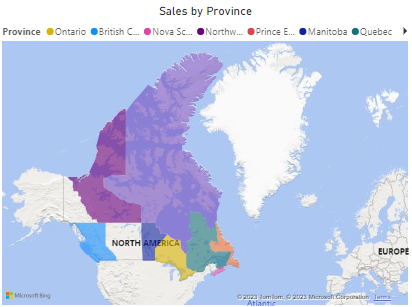 Sales by Province
Province Ontario British C... Nova Sc... Northw... Prince E... Manitoba Quebec
NORTH AMERICA
EUROPE
Microsoft Bing
© 2023 TomTom, © 2023 Microsoft Corporation Terms
Atlantic